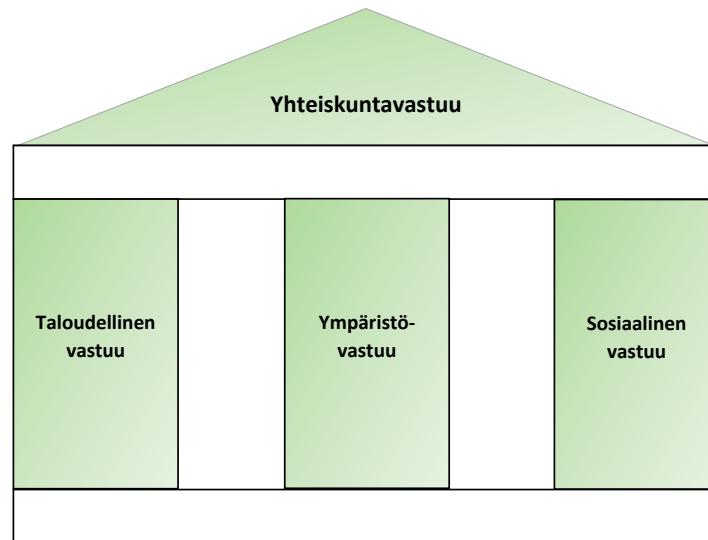 Yhteiskuntavastuu
Taloudellinen
vastuu
Ympäristö-
vastuu
Sosiaalinen
vastuu